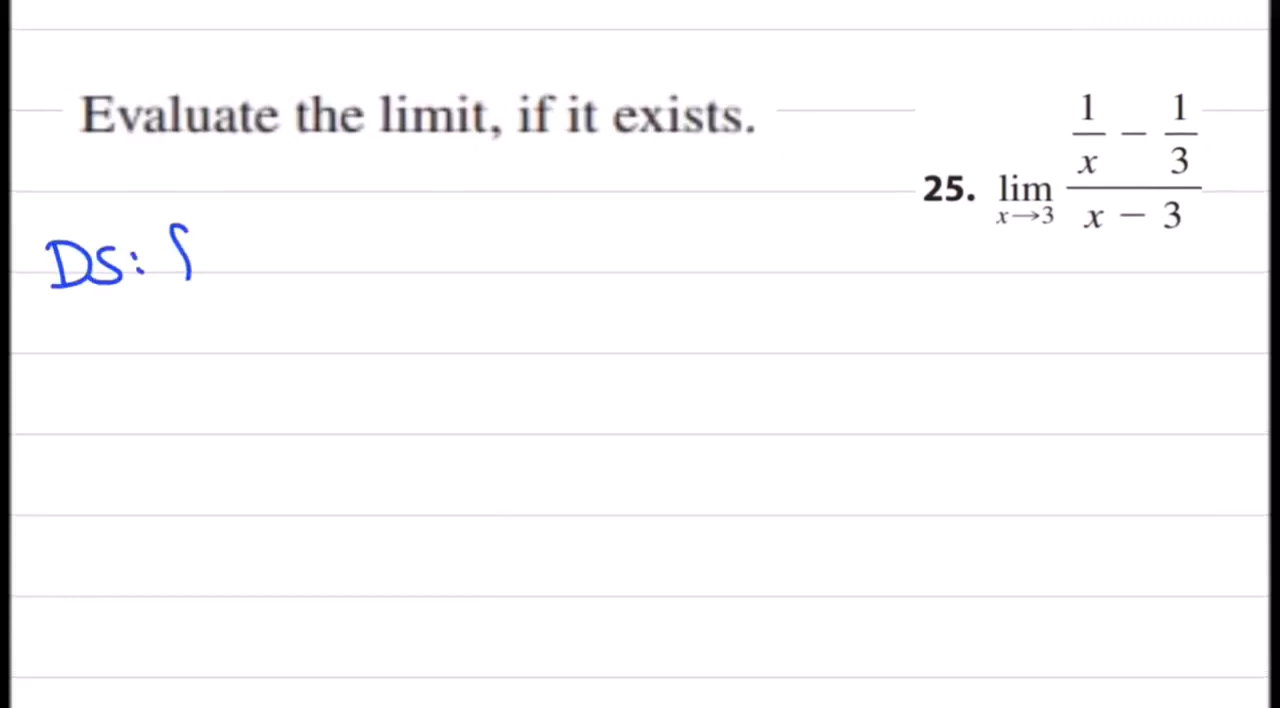 Evaluate the limit, if it exists.
25. lim x→3 (1/x − 1/3)/(x − 3)
DS: